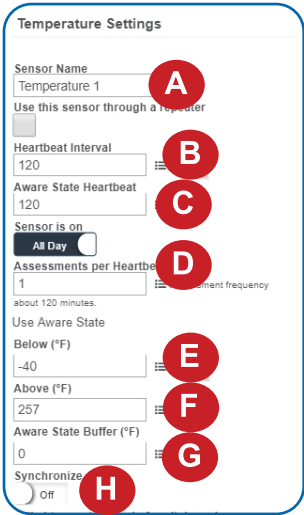 Temperature Settings
Sensor Name
Temperature 1
A
Use this sensor through a repeater
Heartbeat Interval
120
B
Aware State Heartbeat
120
C
Sensor is on
All Day
D
Assessments per Heartbe
1
frequency
about 120 minutes.
Use Aware State
Below (°F)
-40
E
Above (°F)
257
F
Aware State Buffer (°F)
0
G
Synchronize
Off
H